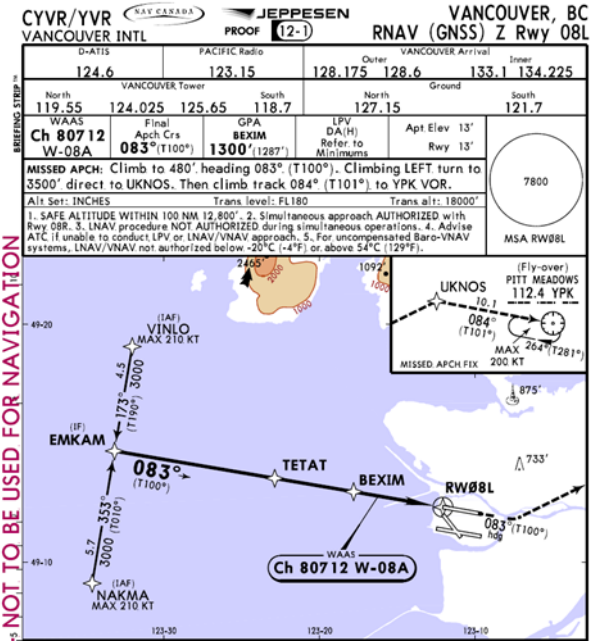 CYVR/YVR
VANCOUVER INTL
NAV CANADA
JEPPESEN
PROOF 12-1
VANCOUVER, BC
RNAV (GNSS) Z Rwy 08L
BRIEFING STRIP™
D-ATIS
124.6
PACIFIC Radio
123.15
VANCOUVER Arrival
Outer Inner
128.175 128.6 133.1 134.225
VANCOUVER Tower
North South
119.55 124.025 125.65 118.7
Ground
North South
127.15 121.7
WAAS
Ch 80712
W-08A
Final
Apch Crs
083°(T100°)
GPA
BEXIM
1300'(1287')
LPV
DA(H)
Refer to
Minimums
Apt Elev 13'
Rwy 13'
7800
MSA RWØ8L
MISSED APCH: Climb to 480' heading 083° (T100°). Climbing LEFT turn to
3500' direct to UKNOS. Then climb track 084° (T101°) to YPK VOR.
Alt Set: INCHES Trans level: FL180 Trans alt: 18000'
1. SAFE ALTITUDE WITHIN 100 NM 12,800'. 2. Simultaneous approach AUTHORIZED with
Rwy 08R. 3. LNAV procedure NOT AUTHORIZED during simultaneous operations. 4. Advise
ATC if unable to conduct LPV or LNAV/VNAV approach. 5. For uncompensated Baro-VNAV
systems, LNAV/VNAV not authorized below -20°C (-4°F) or above 54°C (129°F).
NOT TO BE USED FOR NAVIGATION
2465'
2000
1000
1092'
1000
(Fly-over)
PITT MEADOWS
112.4 YPK
UKNOS
10.1
084°
(T101°)
264°(T281°)
MAX
200 KT
MISSED APCH FIX
49-20
(IAF)
VINLO
MAX 210 KT
4.5
3000
173°
(T190°)
875'
(IF)
EMKAM
083°
(T100°)
TETAT
BEXIM
RWØ8L
733'
083°(T100°)
hdg
WAAS
Ch 80712 W-08A
5.7
353°
3000 (T010°)
49-10
(IAF)
NAKMA
MAX 210 KT
123-30
123-20
123-10